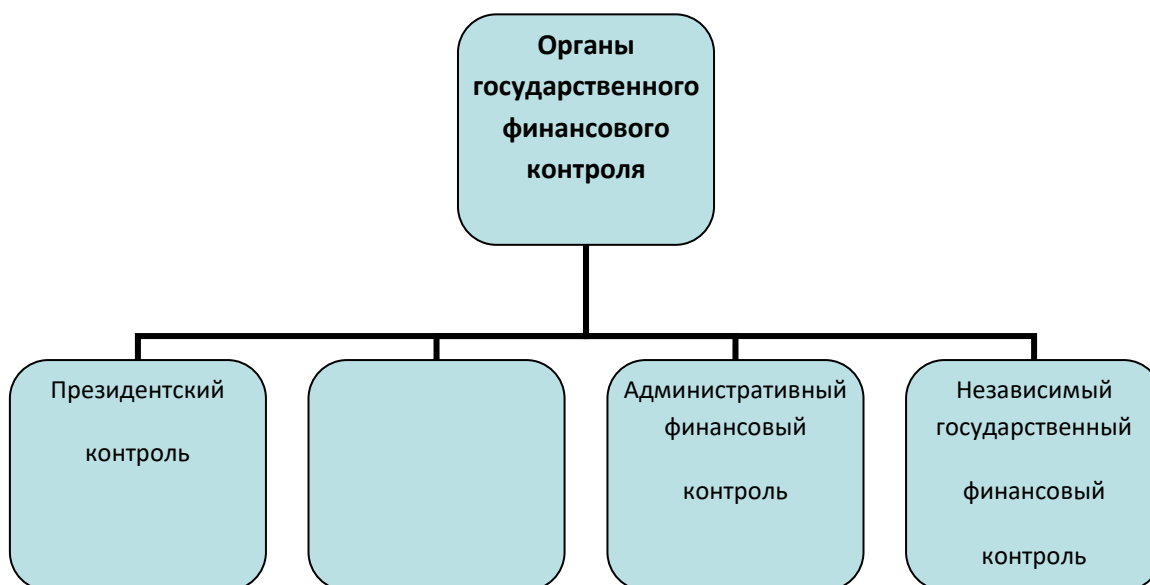 Органы
государственного
финансового
контроля
Президентский
контроль
Административный
финансовый
контроль
Независимый
государственный
финансовый
контроль